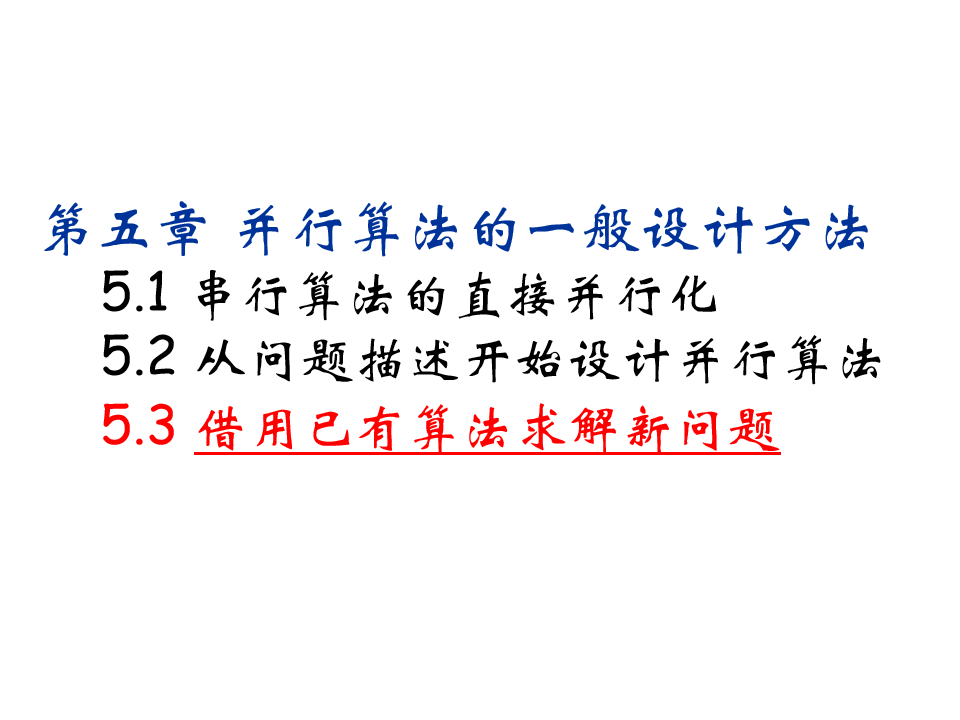 第五章 并行算法的一般设计方法
5.1 串行算法的直接并行化
5.2 从问题描述开始设计并行算法
5.3 借用已有算法求解新问题